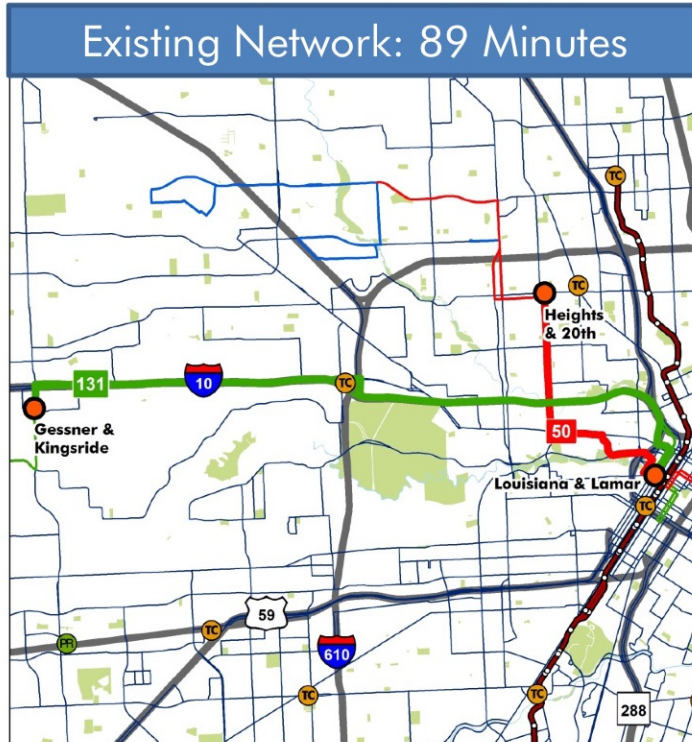 Existing Network: 89 Minutes
TC
TC
Heights
& 20th
131
10
TC
Gessner &
Kingsride
50
Louisiana & Lamar
TC
59
TC
PR
610
TC
TC
288